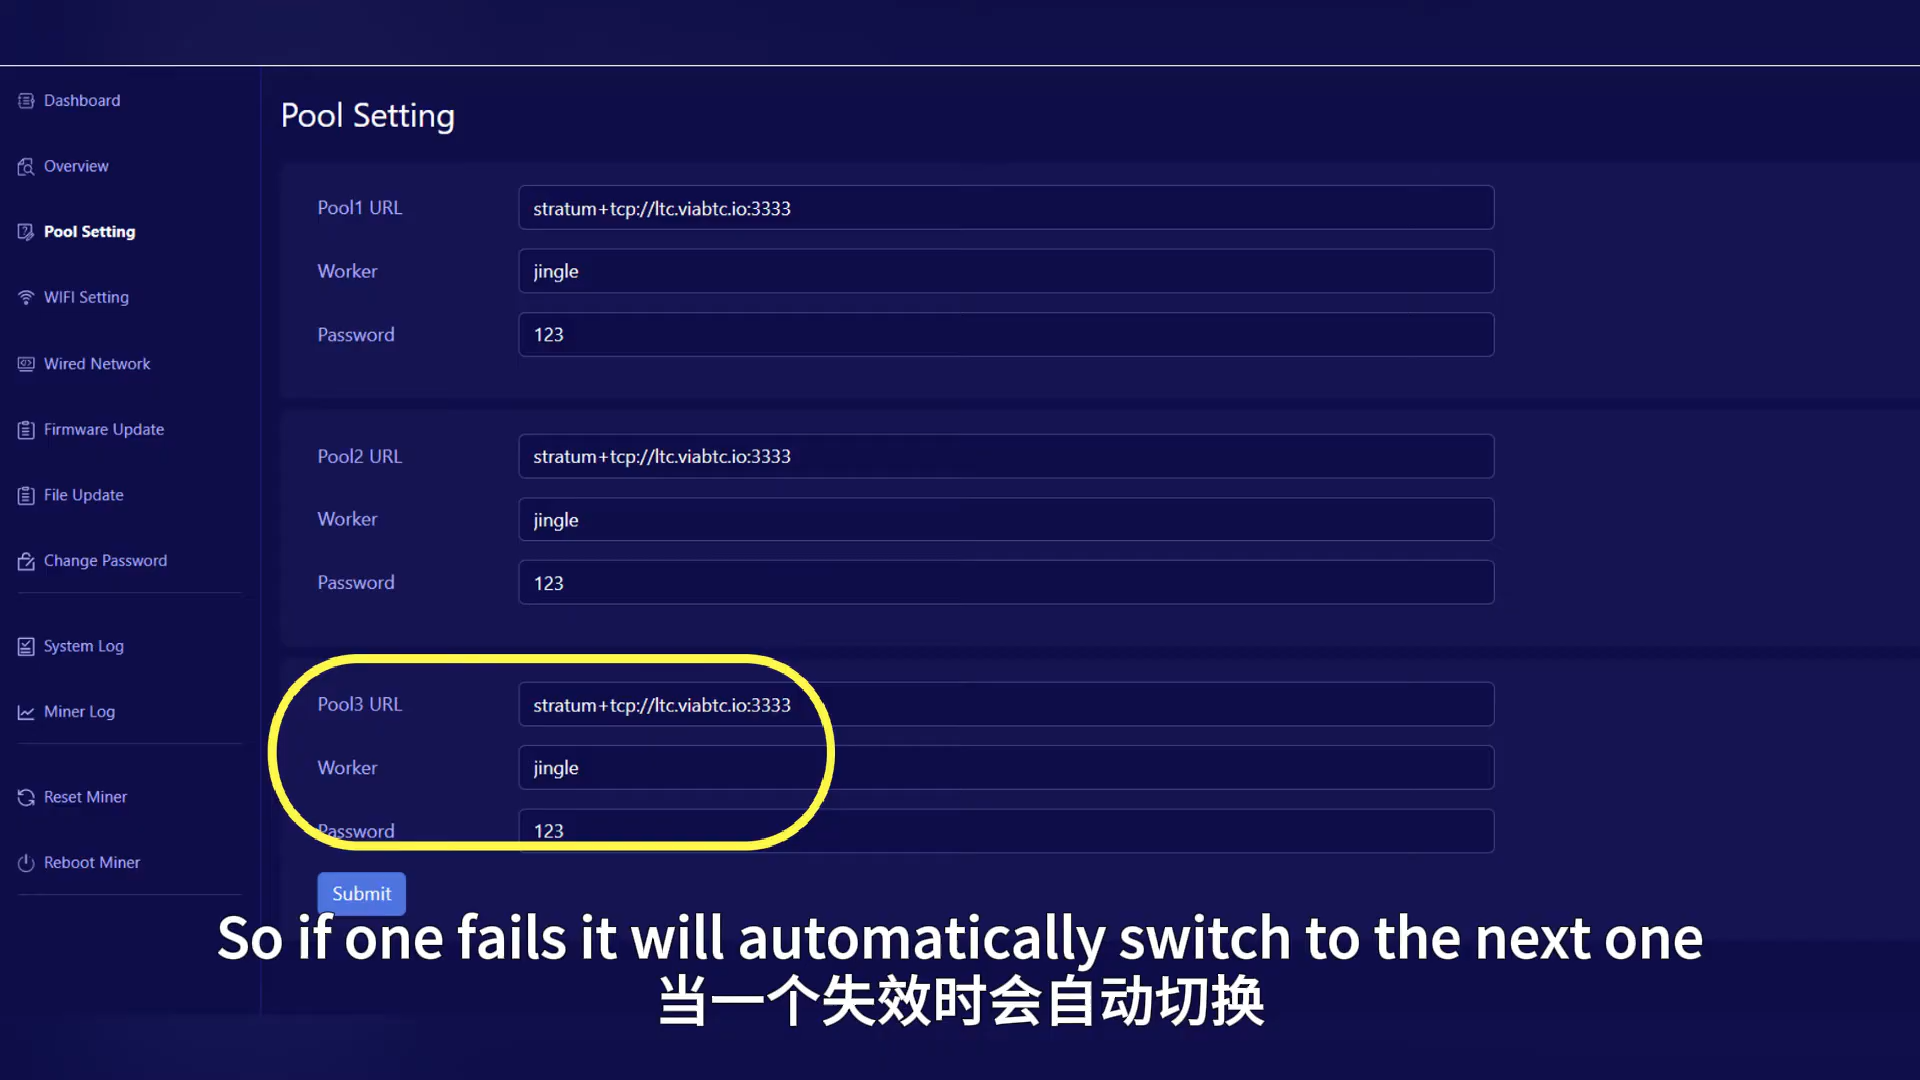 Dashboard
Overview
Pool Setting
WIFI Setting
Wired Network
Firmware Update
File Update
Change Password
System Log
Miner Log
Reset Miner
Reboot Miner
Pool Setting
Pool1 URL stratum+tcp://ltc.viabtc.io:3333
Worker jingle
Password 123
Pool2 URL stratum+tcp://ltc.viabtc.io:3333
Worker jingle
Password 123
Pool3 URL stratum+tcp://ltc.viabtc.io:3333
Worker jingle
Password 123
Submit
So if one fails it will automatically switch to the next one
当一个失效时会自动切换